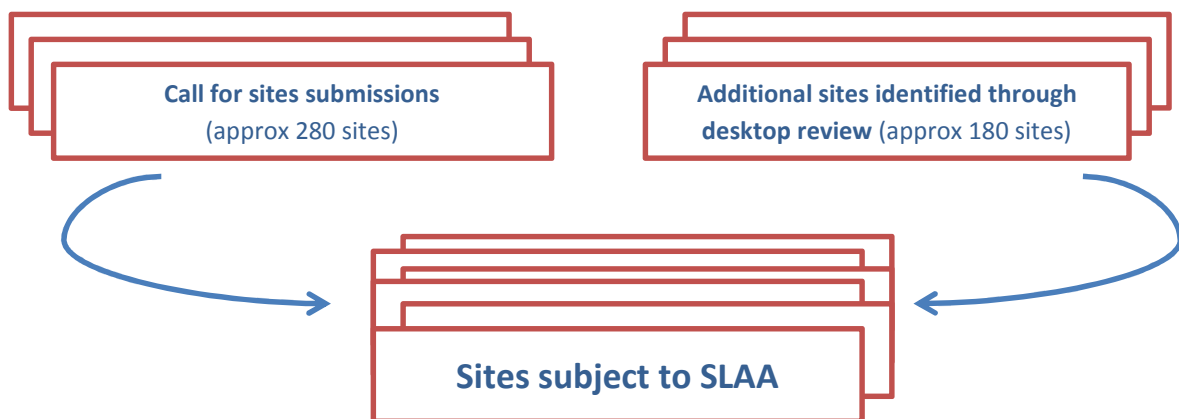 Call for sites submissions
(approx 280 sites)
Additional sites identified through
desktop review (approx 180 sites)
Sites subject to SLAA